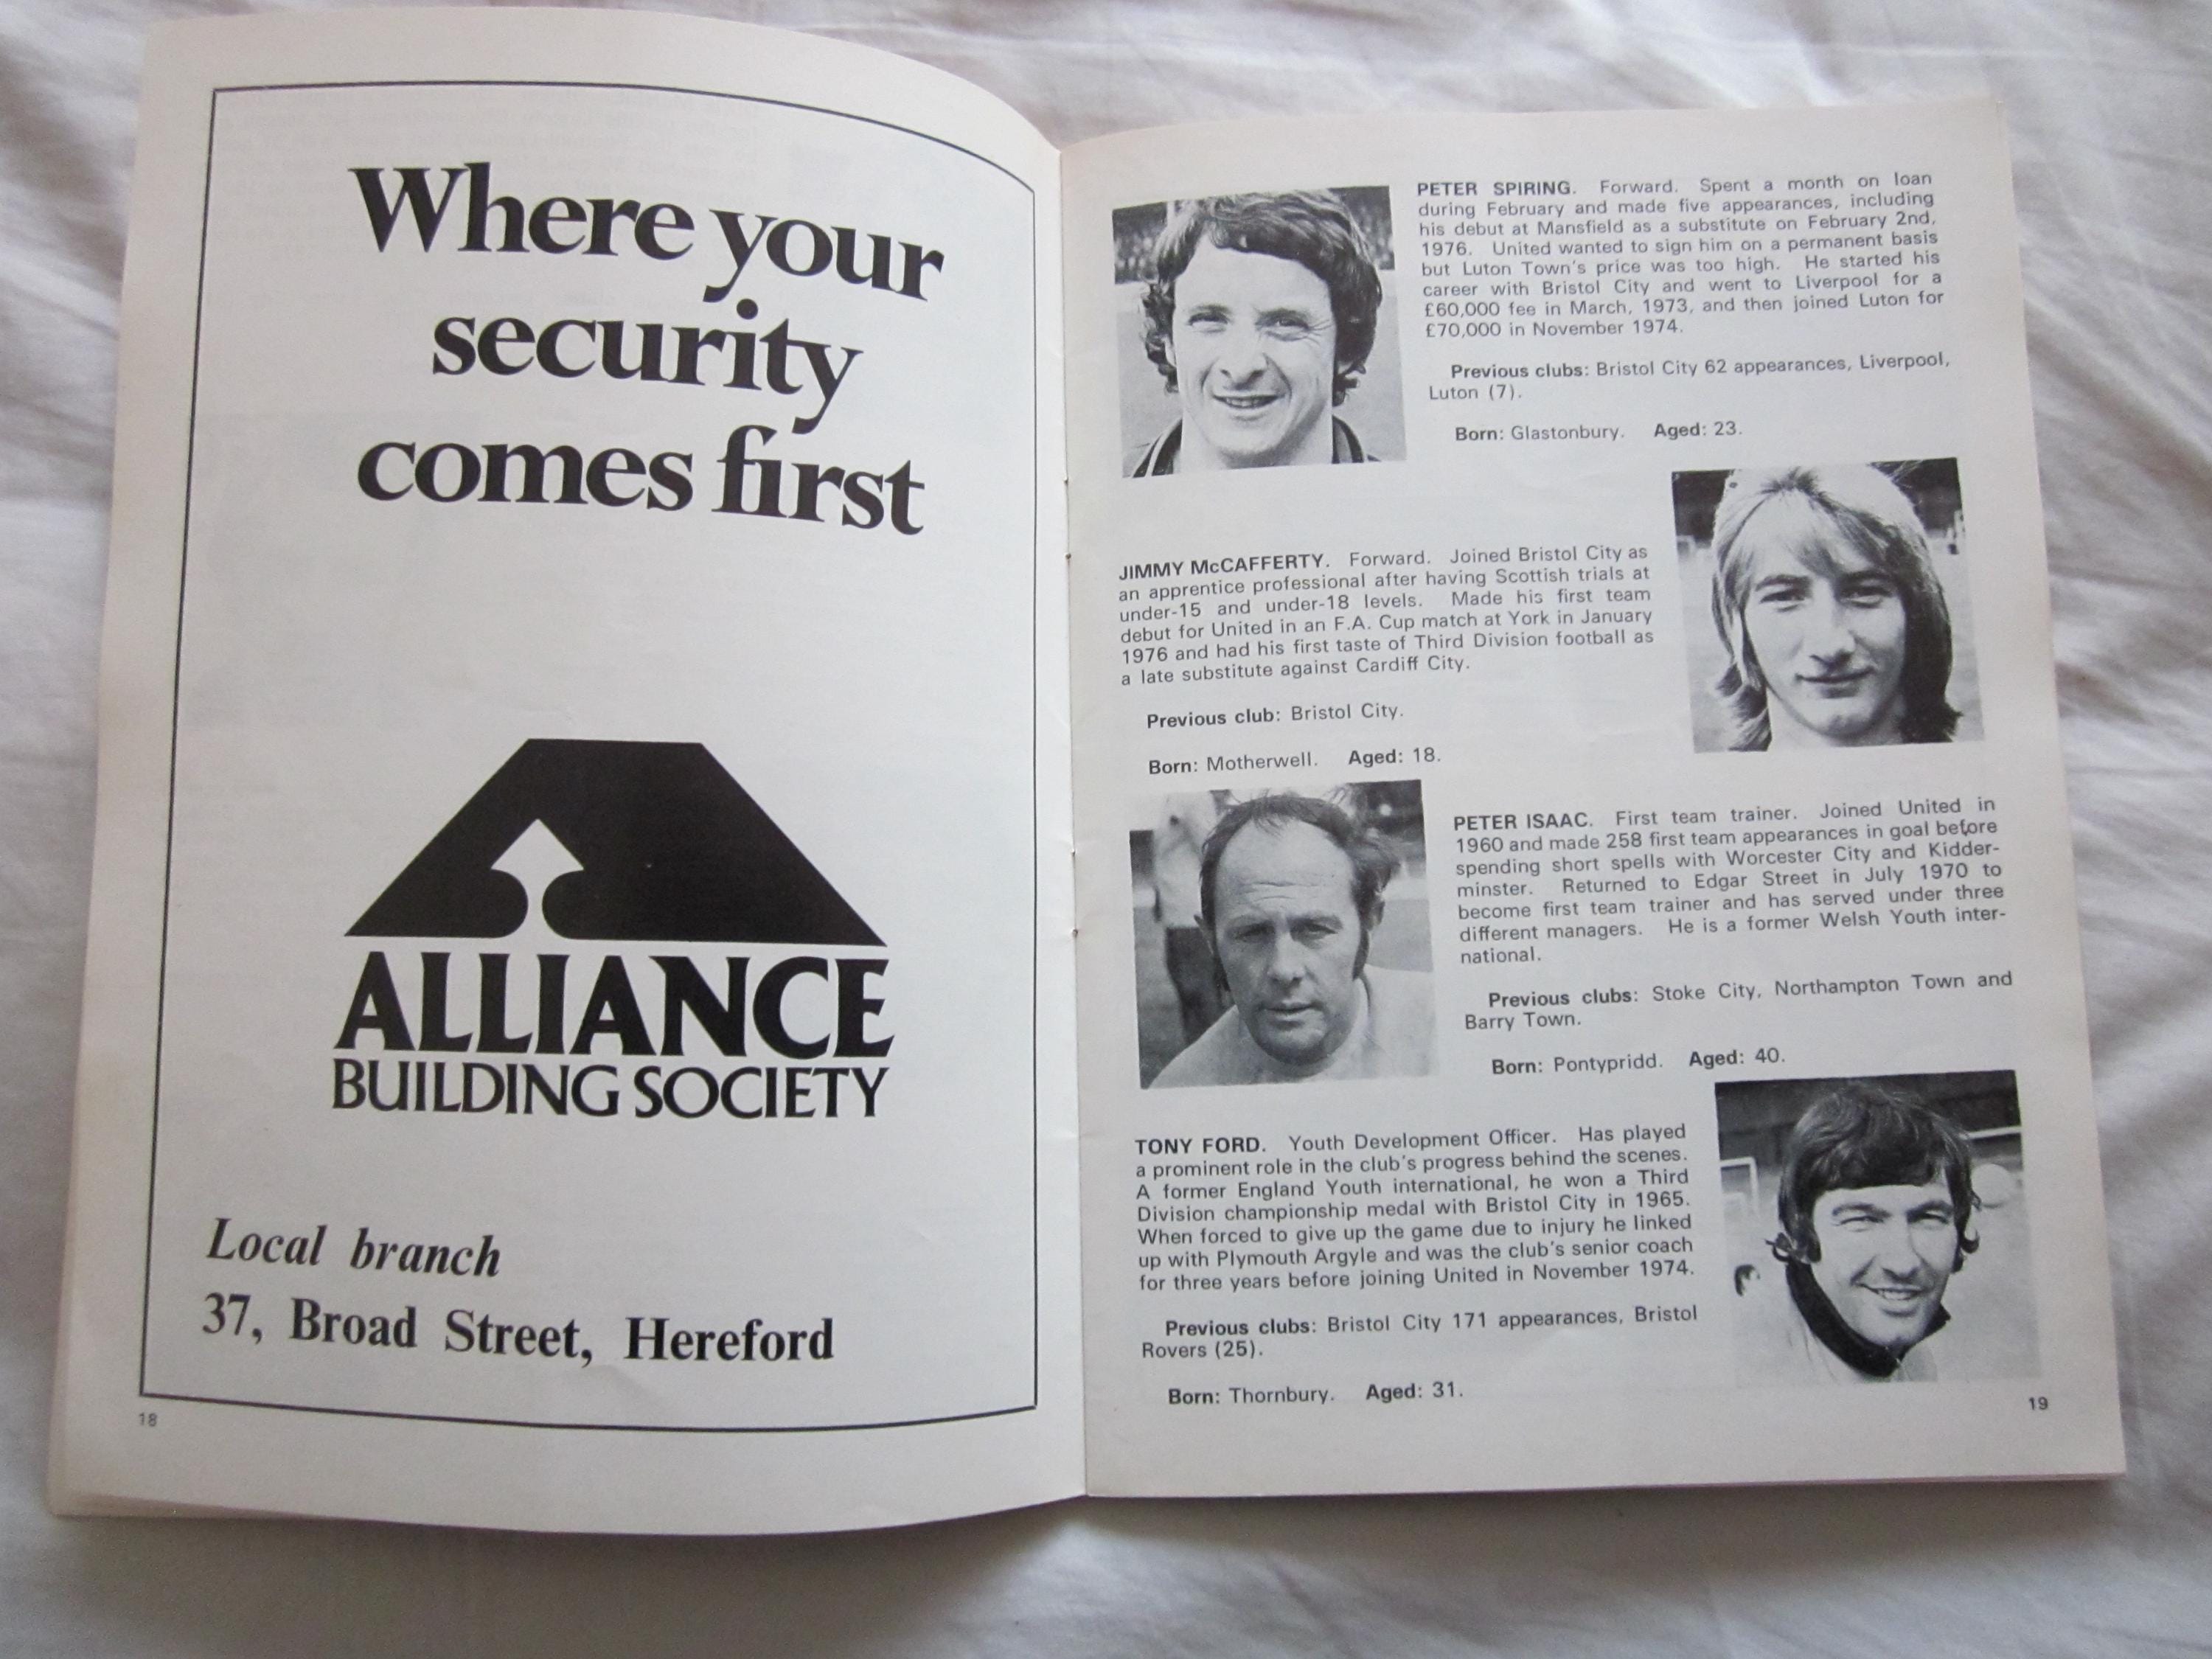 Where your
security
comes first
ALLIANCE
BUILDING SOCIETY
Local branch
37, Broad Street, Hereford
18
PETER SPIRING. Forward. Spent a month on loan
during February and made five appearances, including
his debut at Mansfield as a substitute on February 2nd,
1976. United wanted to sign him on a permanent basis
but Luton Town's price was too high. He started his
career with Bristol City and went to Liverpool for a
£60,000 fee in March, 1973, and then joined Luton for
£70,000 in November 1974.
Previous clubs: Bristol City 62 appearances, Liverpool,
Luton (7).
Born: Glastonbury. Aged: 23.
JIMMY McCAFFERTY. Forward. Joined Bristol City as
an apprentice professional after having Scottish trials at
under-15 and under-18 levels. Made his first team
debut for United in an F.A. Cup match at York in January
1976 and had his first taste of Third Division football as
a late substitute against Cardiff City.
Previous club: Bristol City.
Born: Motherwell. Aged: 18.
PETER ISAAC. First team trainer. Joined United in
1960 and made 258 first team appearances in goal before
spending short spells with Worcester City and Kidder-
minster. Returned to Edgar Street in July 1970 to
become first team trainer and has served under three
different managers. He is a former Welsh Youth inter-
national.
Previous clubs: Stoke City, Northampton Town and
Barry Town.
Born: Pontypridd. Aged: 40.
TONY FORD. Youth Development Officer. Has played
a prominent role in the club's progress behind the scenes.
A former England Youth international, he won a Third
Division championship medal with Bristol City in 1965.
When forced to give up the game due to injury he linked
up with Plymouth Argyle and was the club's senior coach
for three years before joining United in November 1974.
Previous clubs: Bristol City 171 appearances, Bristol
Rovers (25).
Born: Thornbury. Aged: 31.
19